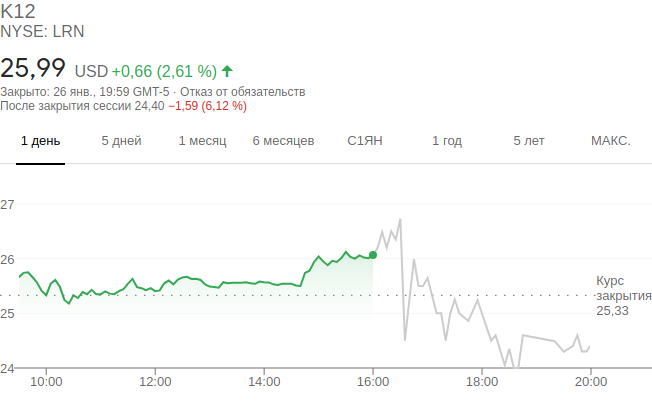 K12
NYSE: LRN
25,99 USD +0,66 (2,61 %)
Закрыто: 26 янв., 19:59 GMT-5 · Отказ от обязательств
После закрытия сессии 24,40 −1,59 (6,12 %)
1 день 5 дней 1 месяц 6 месяцев С1ЯН 1 год 5 лет МАКС.
27
26
Курс
закрытия
25,33
25
24
10:00 12:00 14:00 16:00 18:00 20:00